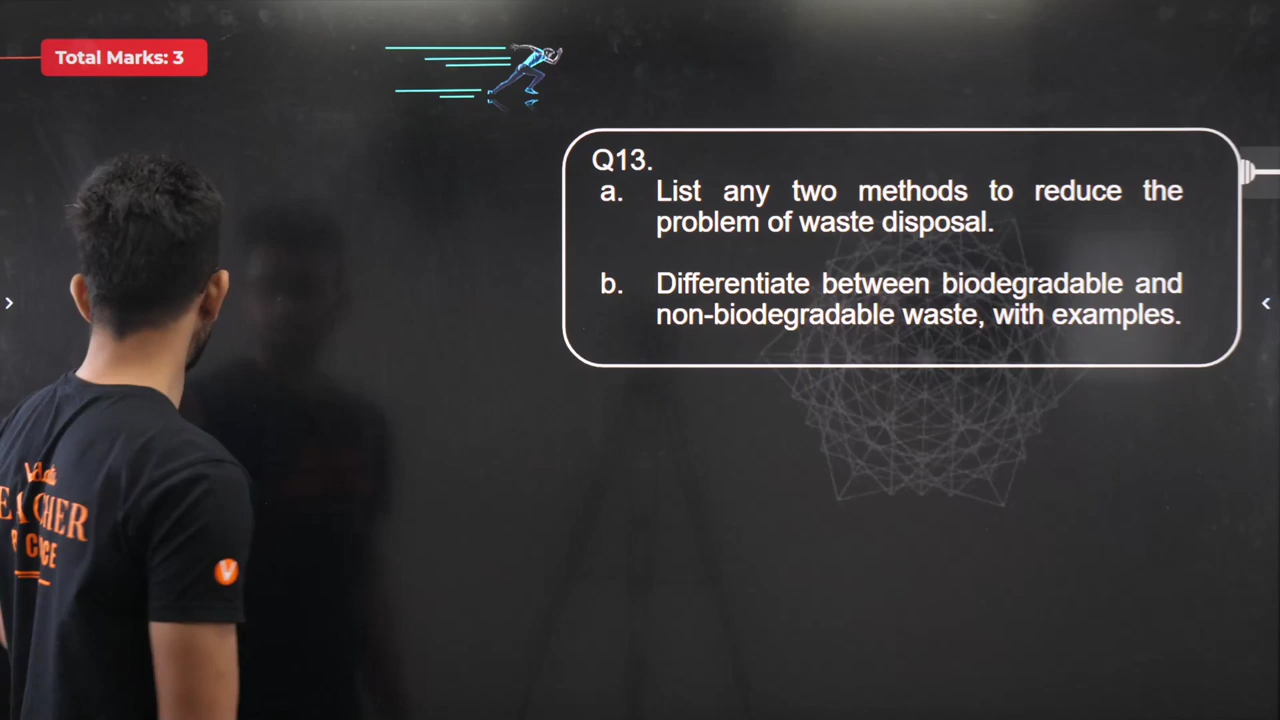 Total Marks: 3
Q13.
a. List any two methods to reduce the
problem of waste disposal.
b. Differentiate between biodegradable and
non-biodegradable waste, with examples.